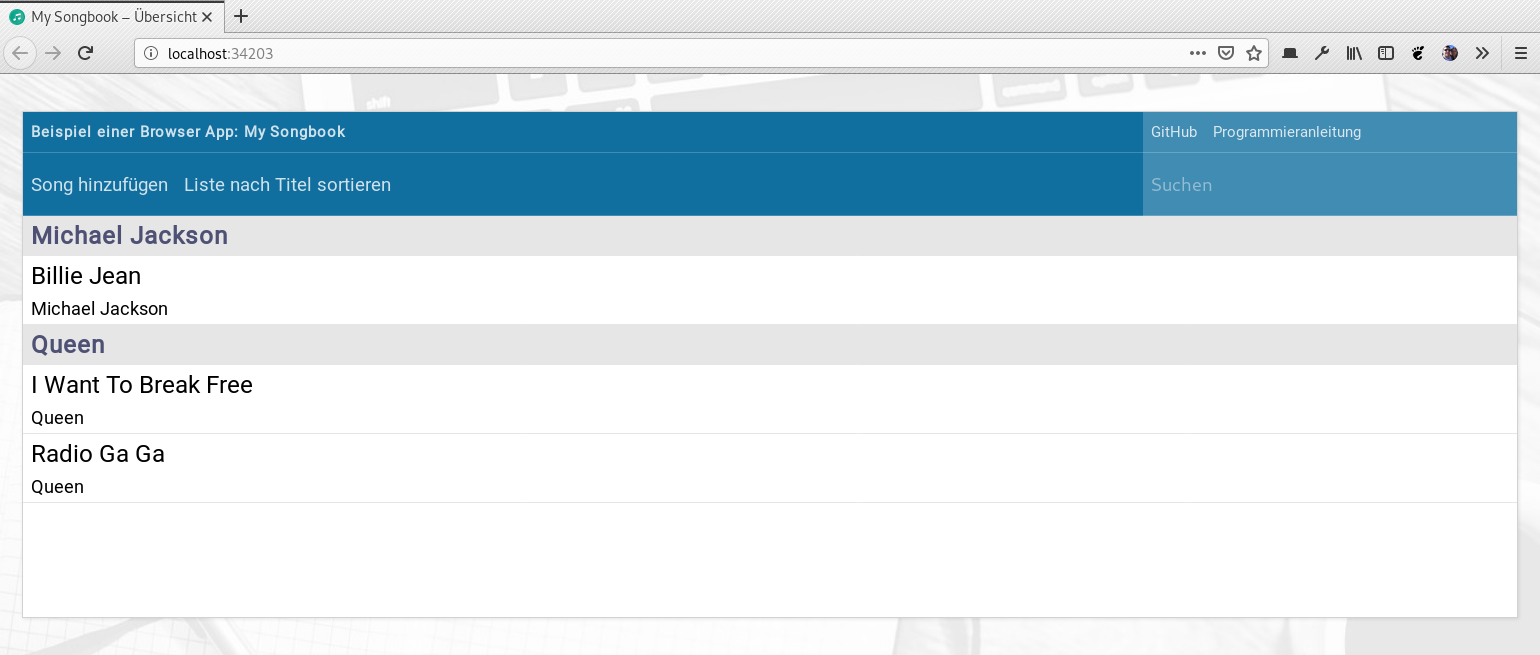 My Songbook – Übersicht
localhost:34203
shift
Beispiel einer Browser App: My Songbook
GitHub Programmieranleitung
Song hinzufügen Liste nach Titel sortieren
Suchen
Michael Jackson
Billie Jean
Michael Jackson
Queen
I Want To Break Free
Queen
Radio Ga Ga
Queen